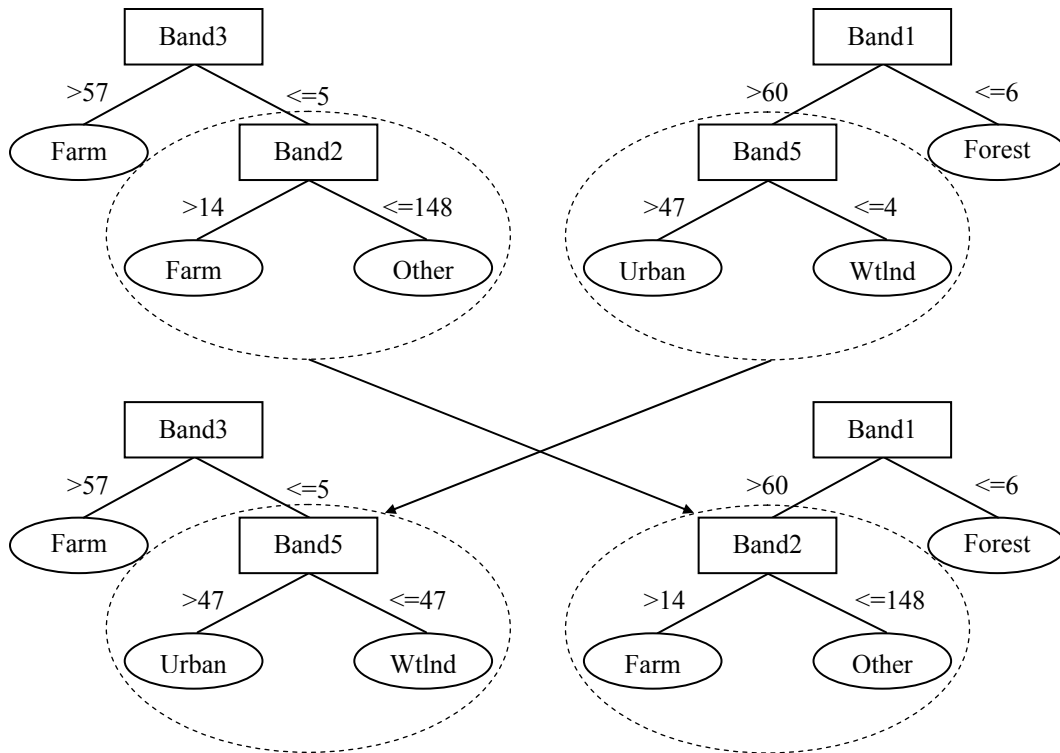 Band3
Band1
>57
<=5
>60
<=6
Farm
Band2
Band5
Forest
>14
<=148
>47
<=4
Farm
Other
Urban
Wtlnd
Band3
Band1
>57
<=5
>60
<=6
Farm
Band5
Band2
Forest
>47
<=47
>14
<=148
Urban
Wtlnd
Farm
Other